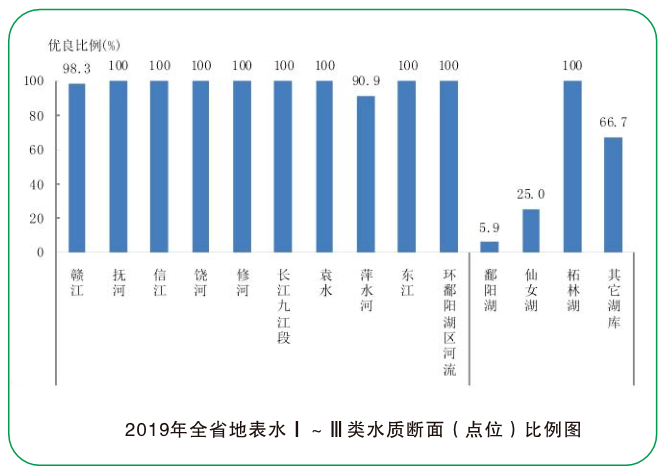 优良比例(%)
98.3 100 100 100 100 100 100 90.9 100 100 5.9 25.0 100 66.7
100
80
60
40
20
0
赣江
抚河
信江
饶河
修河
长江九江段
袁水
萍水河
东江
环鄱阳湖区河流
鄱阳湖
仙女湖
柘林湖
其它湖库
2019年全省地表水Ⅰ~Ⅲ类水质断面(点位)比例图